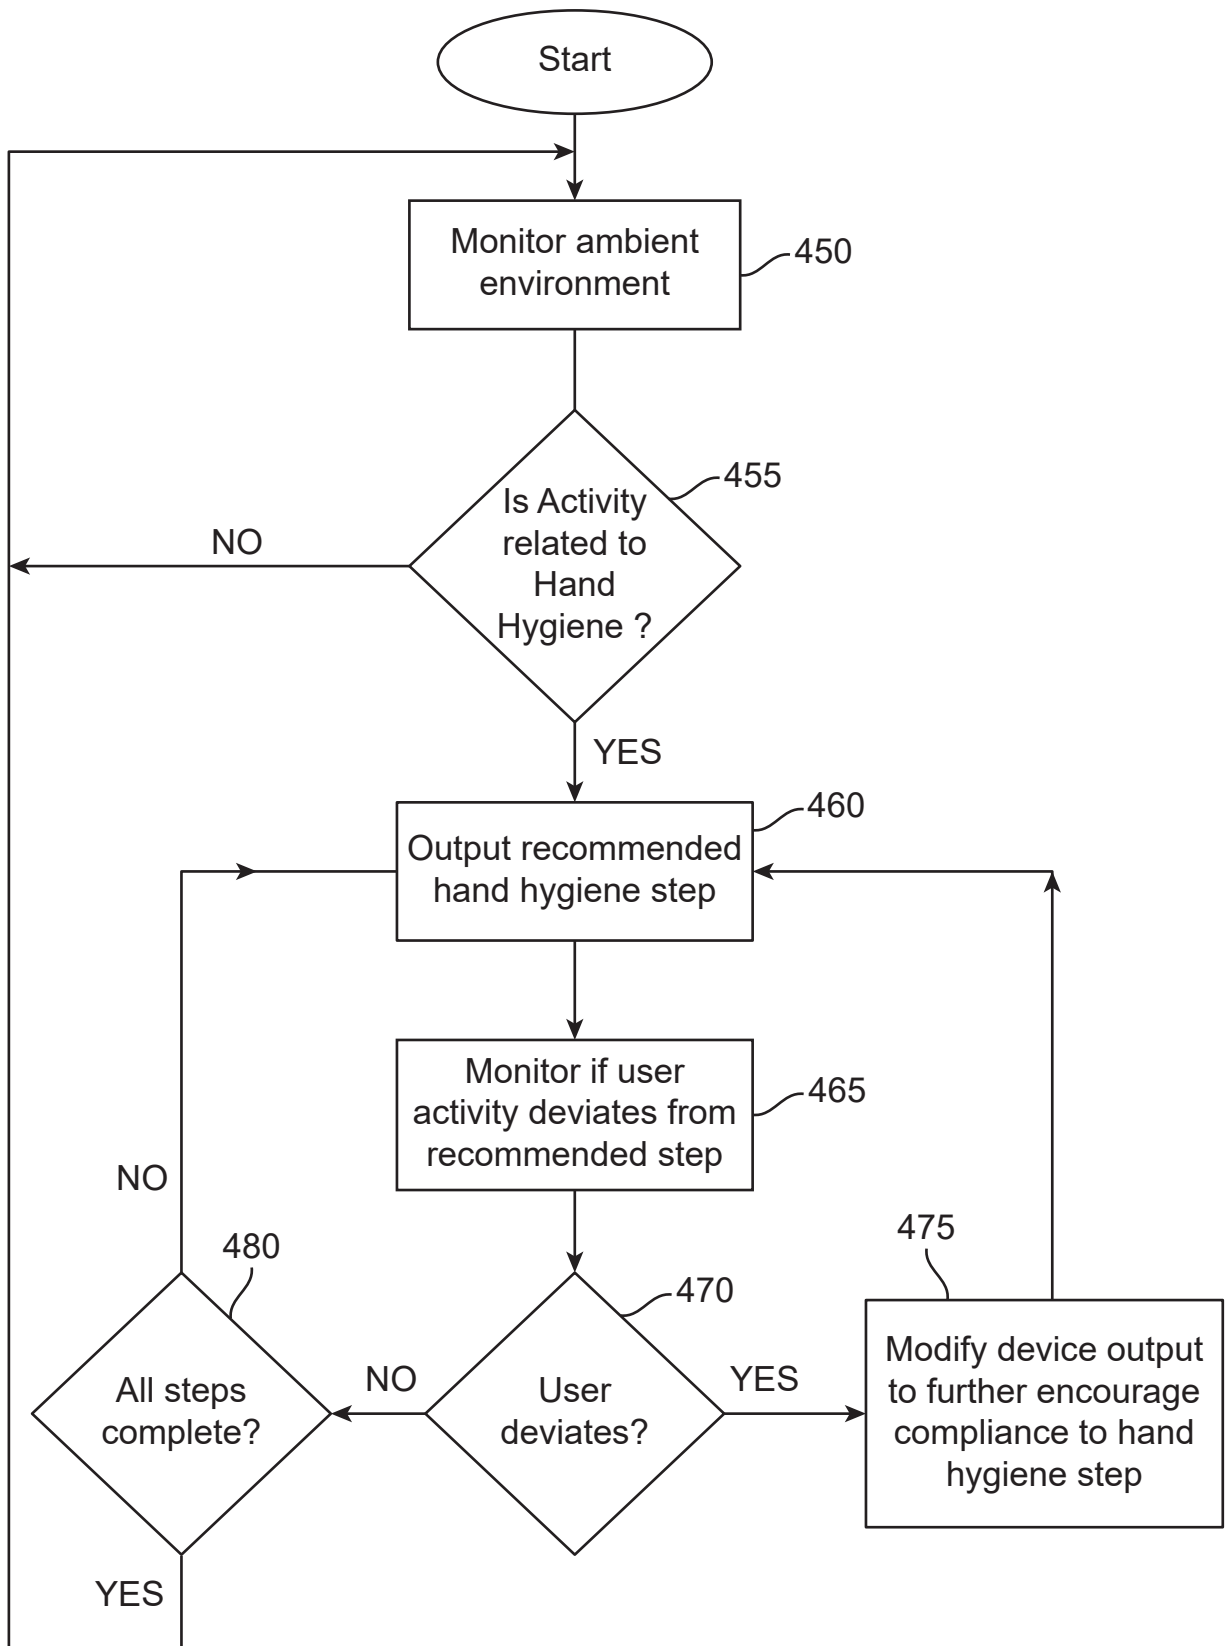 Start
Monitor ambient
environment
450
455
Is Activity
related to
Hand
Hygiene ?
NO
YES
460
Output recommended
hand hygiene step
Monitor if user
activity deviates from
recommended step
465
NO
480
470
475
All steps
complete?
NO
User
deviates?
YES
Modify device output
to further encourage
compliance to hand
hygiene step
YES